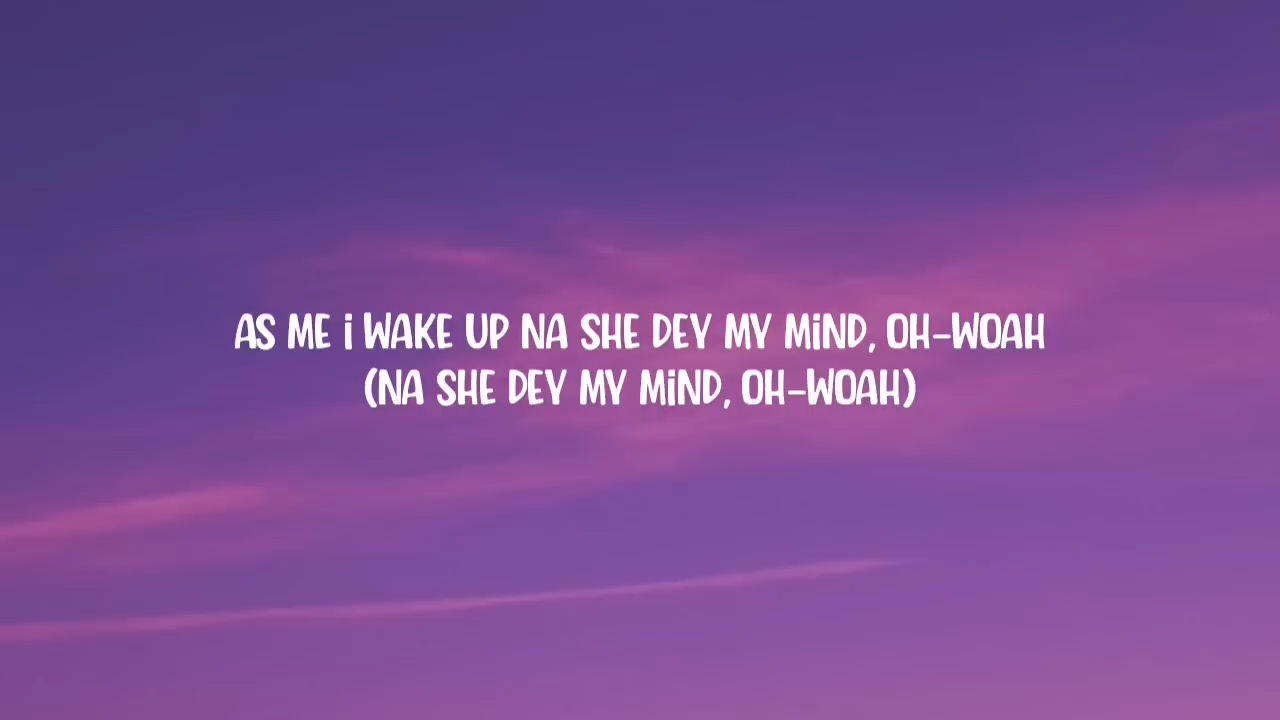 AS ME I WAKE UP NA SHE DEY MY MIND, OH-WOAH
(NA SHE DEY MY MIND, OH-WOAH)